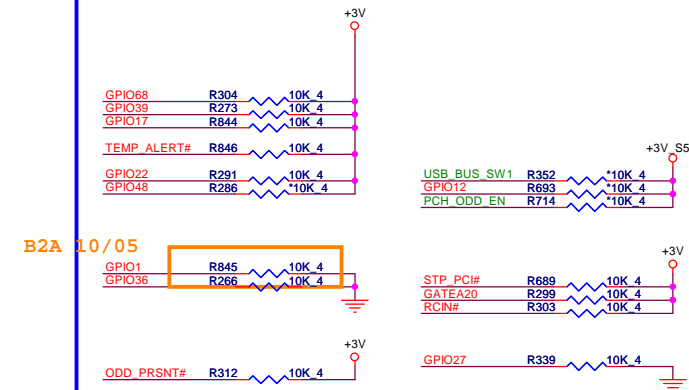 +3V
GPIO68 R304 10K_4
GPIO39 R273 10K_4
GPIO17 R844 10K_4
TEMP_ALERT# R846 10K_4
GPIO22 R291 10K_4
GPIO48 R286 *10K_4
B2A 10/05
GPIO1 R845 10K_4
GPIO36 R266 10K_4
+3V
ODD_PRSNT# R312 10K_4
+3V_S5
USB_BUS_SW1 R352 *10K_4
GPIO12 R693 *10K_4
PCH_ODD_EN R714 *10K_4
+3V
STP_PCI# R689 10K_4
GATEA20 R299 10K_4
RCIN# R303 10K_4
GPIO27 R339 10K_4